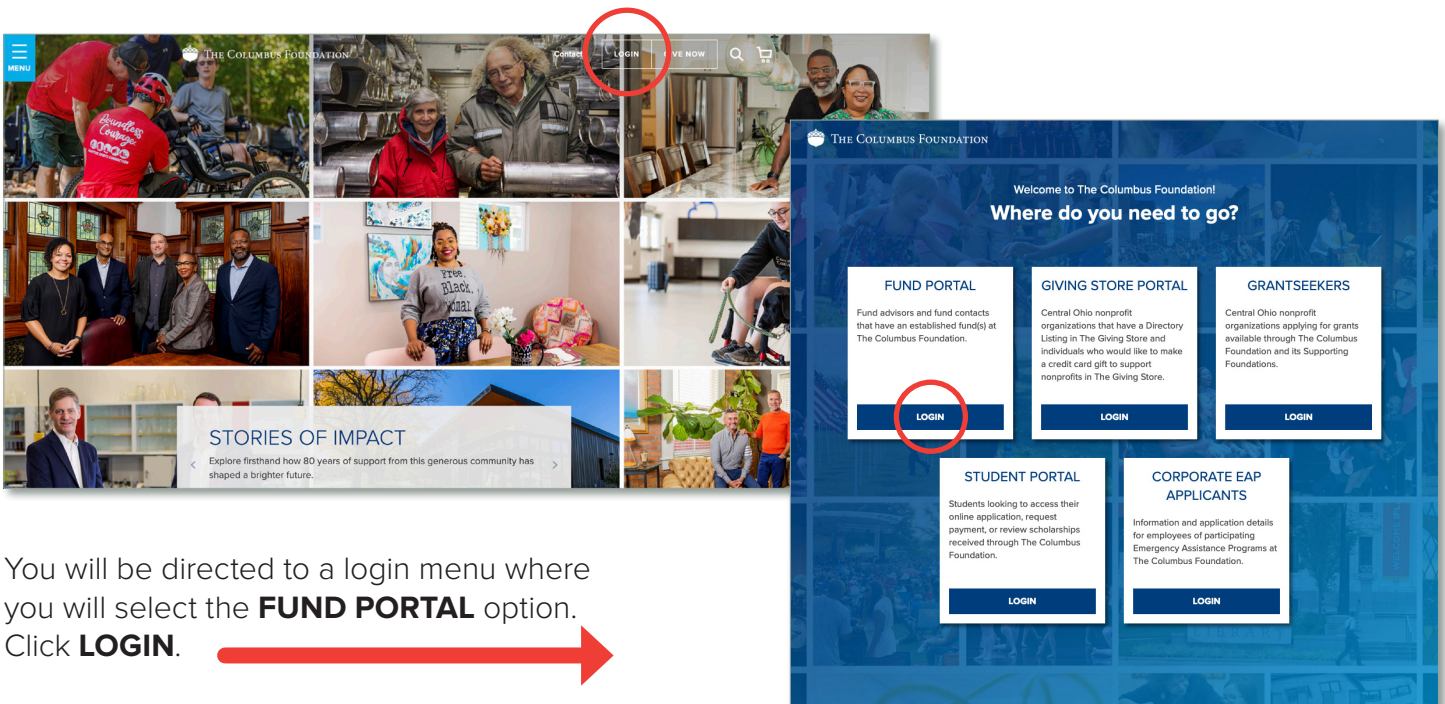 MENU
THE COLUMBUS FOUNDATION
Contact
LOGIN
GIVE NOW
Boundless
Courage
Free.
Black.
Woman.
STORIES OF IMPACT
Explore firsthand how 80 years of support from this generous community has
shaped a brighter future.
THE COLUMBUS FOUNDATION
Welcome to The Columbus Foundation!
Where do you need to go?
FUND PORTAL
Fund advisors and fund contacts
that have an established fund(s) at
The Columbus Foundation.
LOGIN
GIVING STORE PORTAL
Central Ohio nonprofit
organizations that have a Directory
Listing in The Giving Store and
individuals who would like to make
a credit card gift to support
nonprofits in The Giving Store.
LOGIN
GRANTSEEKERS
Central Ohio nonprofit
organizations applying for grants
available through The Columbus
Foundation and its Supporting
Foundations.
LOGIN
STUDENT PORTAL
Students looking to access their
online application, request
payment, or review scholarships
received through The Columbus
Foundation.
LOGIN
CORPORATE EAP
APPLICANTS
Information and application details
for employees of participating
Emergency Assistance Programs at
The Columbus Foundation.
LOGIN
You will be directed to a login menu where
you will select the FUND PORTAL option.
Click LOGIN.